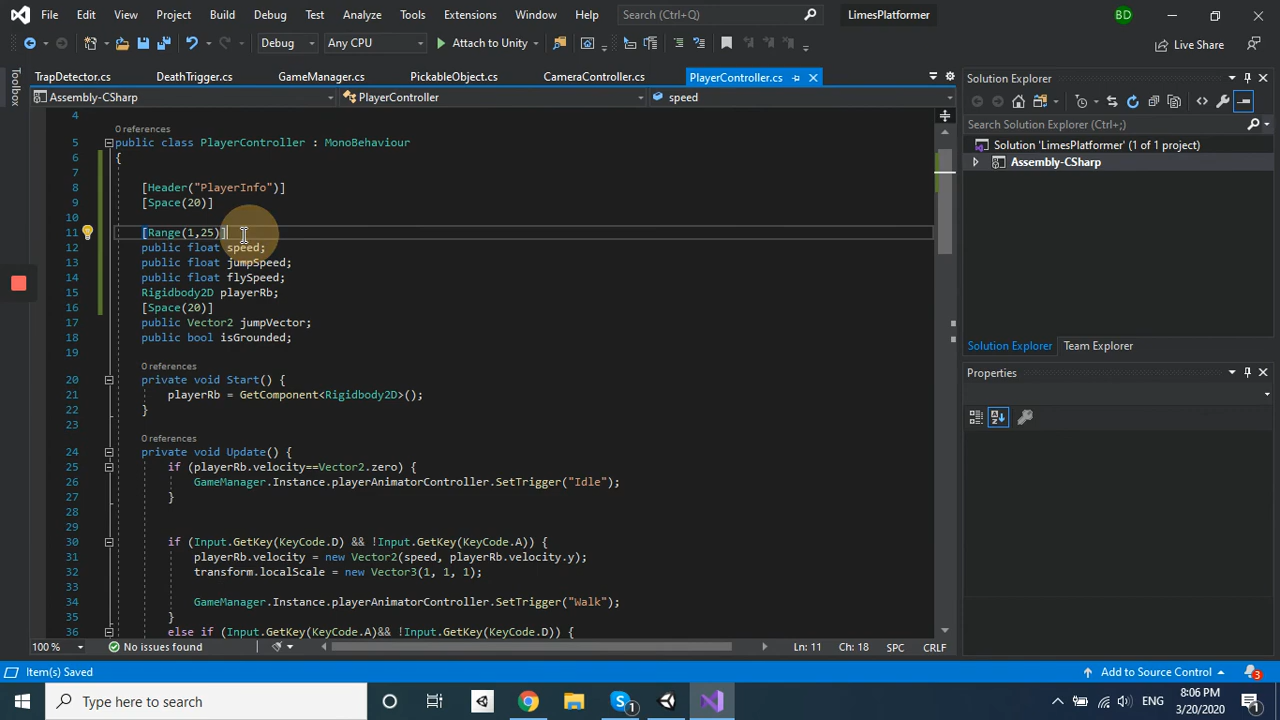 File Edit View Project Build Debug Test Analyze Tools Extensions Window Help Search (Ctrl+Q) LimesPlatformer BD
Debug Any CPU Attach to Unity Live Share
Toolbox
TrapDetector.cs DeathTrigger.cs GameManager.cs PickableObject.cs CameraController.cs PlayerController.cs
Assembly-CSharp PlayerController speed
4
0 references
5 public class PlayerController : MonoBehaviour
6 {
7
8 [Header("PlayerInfo")]
9 [Space(20)]
10
11 [Range(1,25)]
12 public float speed;
13 public float jumpSpeed;
14 public float flySpeed;
15 Rigidbody2D playerRb;
16 [Space(20)]
17 public Vector2 jumpVector;
18 public bool isGrounded;
19
0 references
20 private void Start() {
21 playerRb = GetComponent<Rigidbody2D>();
22 }
23
0 references
24 private void Update() {
25 if (playerRb.velocity==Vector2.zero) {
26 GameManager.Instance.playerAnimatorController.SetTrigger("Idle");
27 }
28
29
30 if (Input.GetKey(KeyCode.D) && !Input.GetKey(KeyCode.A)) {
31 playerRb.velocity = new Vector2(speed, playerRb.velocity.y);
32 transform.localScale = new Vector3(1, 1, 1);
33
34 GameManager.Instance.playerAnimatorController.SetTrigger("Walk");
35 }
36 else if (Input.GetKey(KeyCode.A)&& !Input.GetKey(KeyCode.D)) {
100 % No issues found Ln: 11 Ch: 18 SPC CRLF
Solution Explorer
Search Solution Explorer (Ctrl+;)
Solution 'LimesPlatformer' (1 of 1 project)
Assembly-CSharp
Solution Explorer Team Explorer
Properties
Item(s) Saved Add to Source Control 3
Type here to search 1 ENG 8:06 PM
3/20/2020